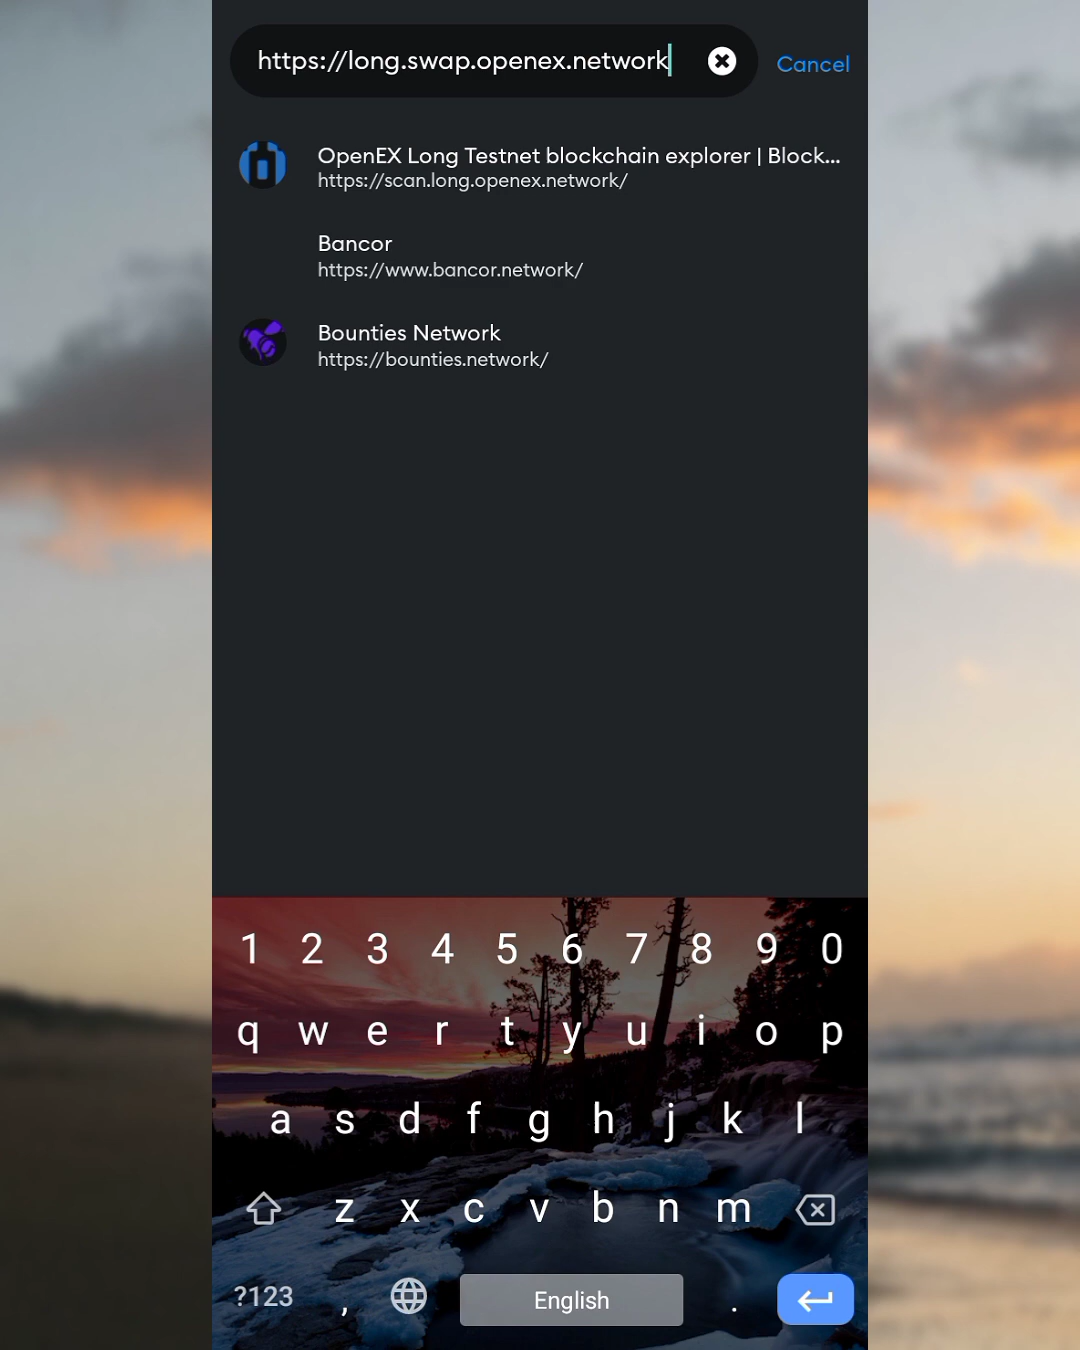 https://long.swap.openex.network
Cancel
OpenEX Long Testnet blockchain explorer | Block...
https://scan.long.openex.network/
Bancor
https://www.bancor.network/
Bounties Network
https://bounties.network/
1 2 3 4 5 6 7 8 9 0
q w e r t y u i o p
a s d f g h j k l
z x c v b n m
?123 , English .